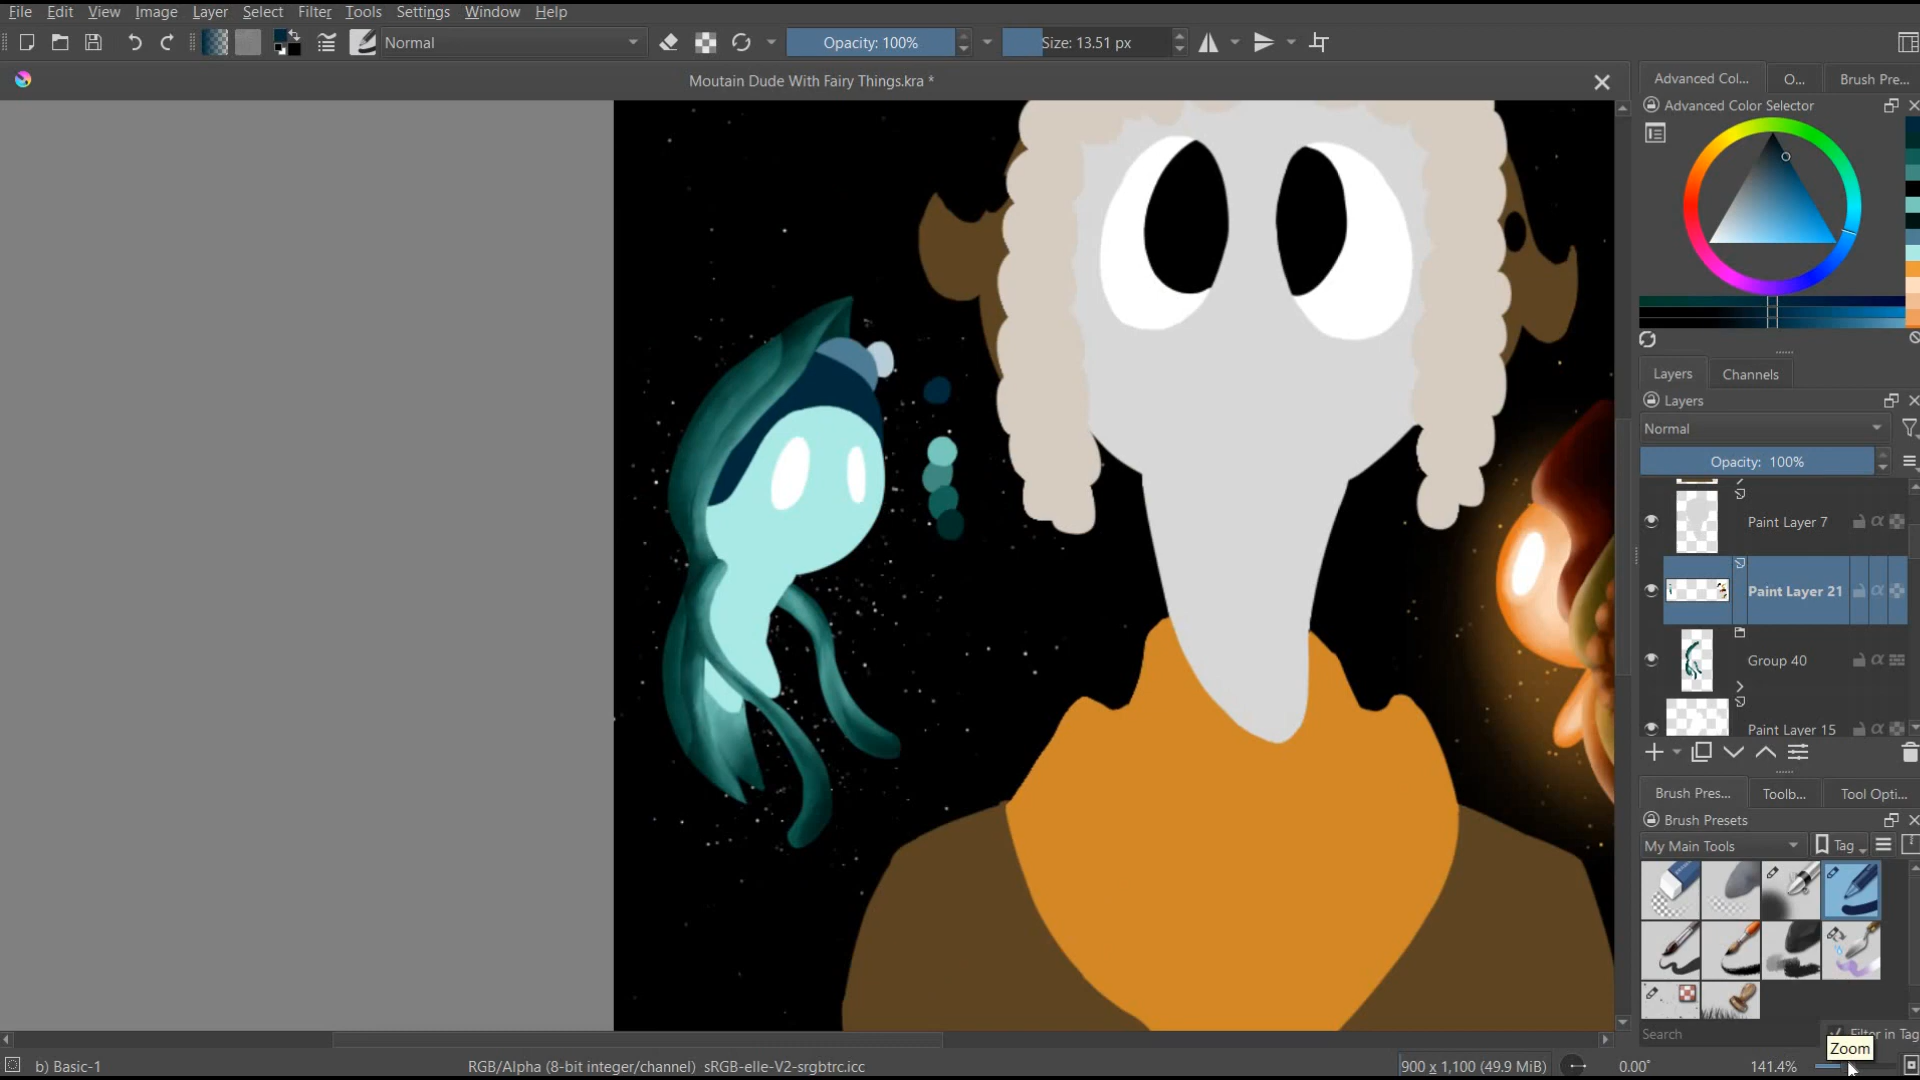 File Edit View Image Layer Select Filter Tools Settings Window Help
Normal Opacity: 100% Size: 13.51 px
Moutain Dude With Fairy Things.kra *
Advanced Col... O... Brush Pre...
Advanced Color Selector
Layers Channels
Layers
Normal
Opacity: 100%
Paint Layer 7
Paint Layer 21
Group 40
Paint Layer 15
Brush Pres... Toolb... Tool Opti...
Brush Presets
My Main Tools Tag
Search Filter in Tag
Zoom
b) Basic-1 RGB/Alpha (8-bit integer/channel) sRGB-elle-V2-srgbtrc.icc 900 x 1,100 (49.9 MiB) 0.00° 141.4%